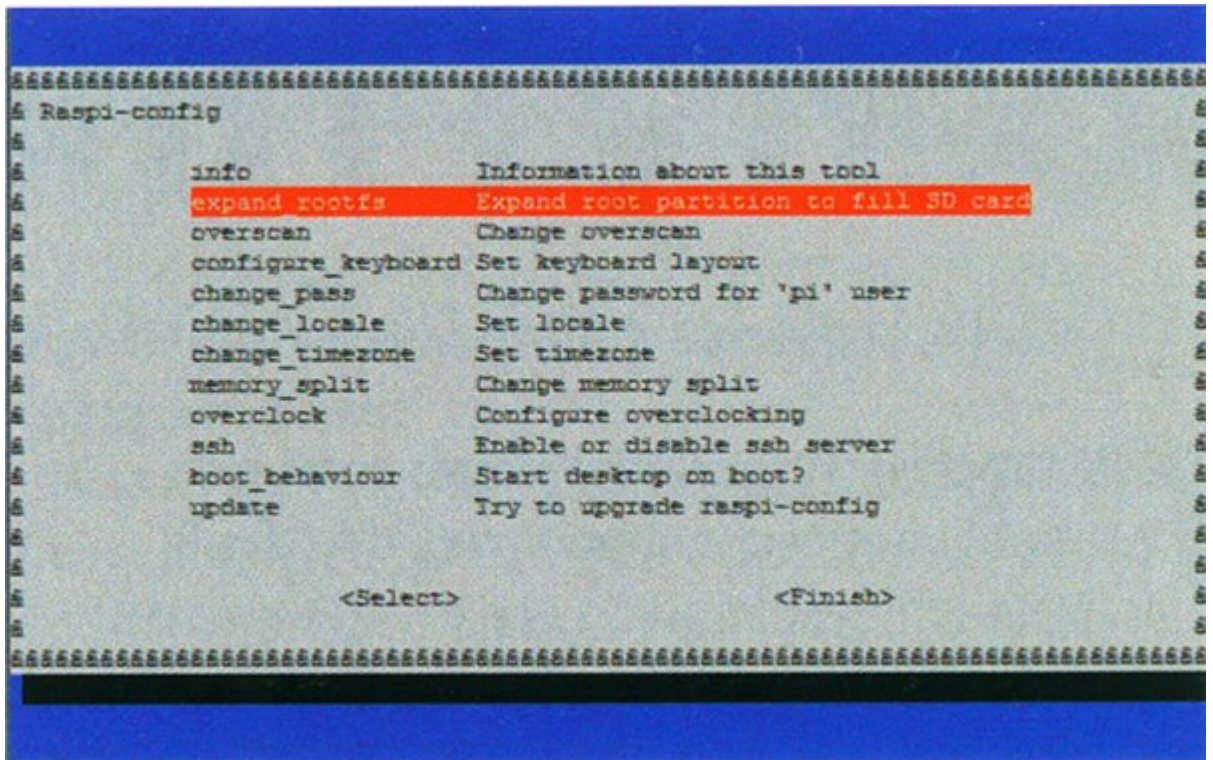 Raspi-config
info Information about this tool
expand_rootfs Expand root partition to fill SD card
overscan Change overscan
configure_keyboard Set keyboard layout
change_pass Change password for 'pi' user
change_locale Set locale
change_timezone Set timezone
memory_split Change memory split
overclock Configure overclocking
ssh Enable or disable ssh server
boot_behaviour Start desktop on boot?
update Try to upgrade raspi-config
<Select> <Finish>